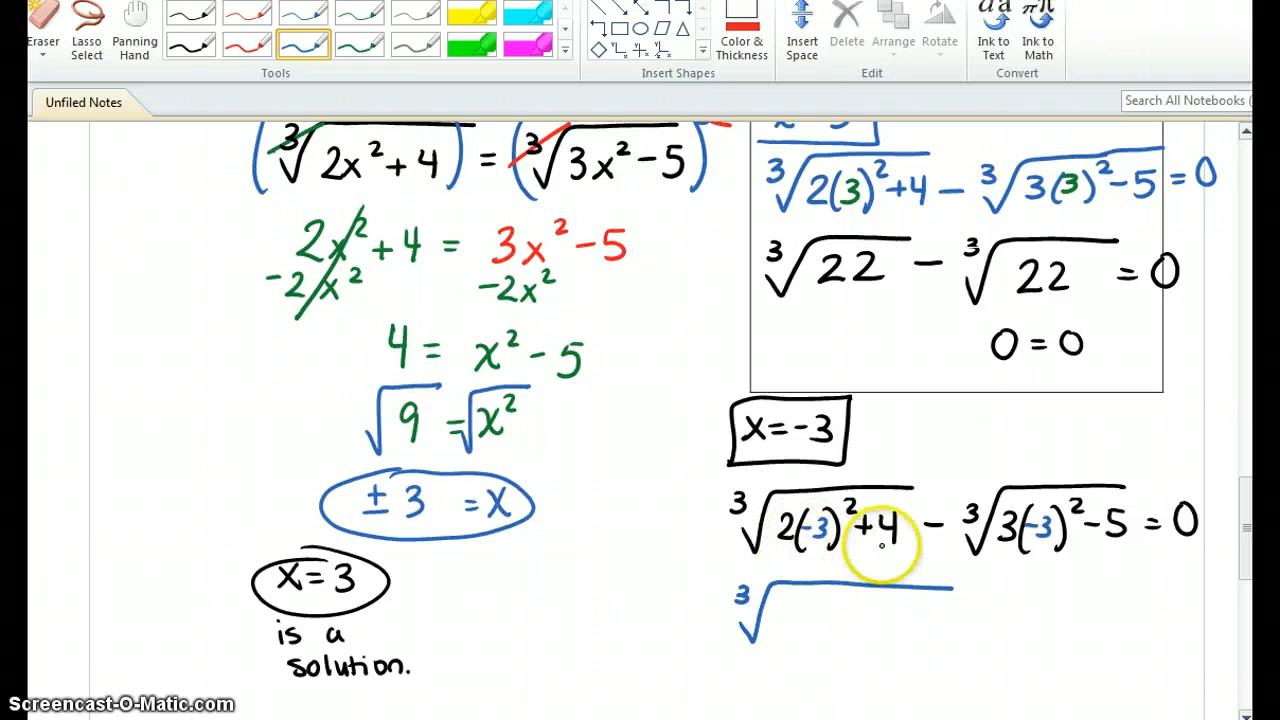 Eraser
Lasso Select
Panning Hand
Tools
Insert Shapes
Color & Thickness
Insert Space
Delete
Arrange
Rotate
Edit
Ink to Text
Ink to Math
Convert
Unfiled Notes
Search All Notebooks (
(∛(2x² + 4)) = (∛(3x² - 5))
2x² + 4 = 3x² - 5
-2x² -2x²
4 = x² - 5
√9 = √x²
± 3 = x
x = 3
is a
solution.
∛(2(3)² + 4) - ∛(3(3)² - 5) = 0
∛22 - ∛22 = 0
0 = 0
x = -3
∛(2(-3)² + 4) - ∛(3(-3)² - 5) = 0
∛
Screencast-O-Matic.com